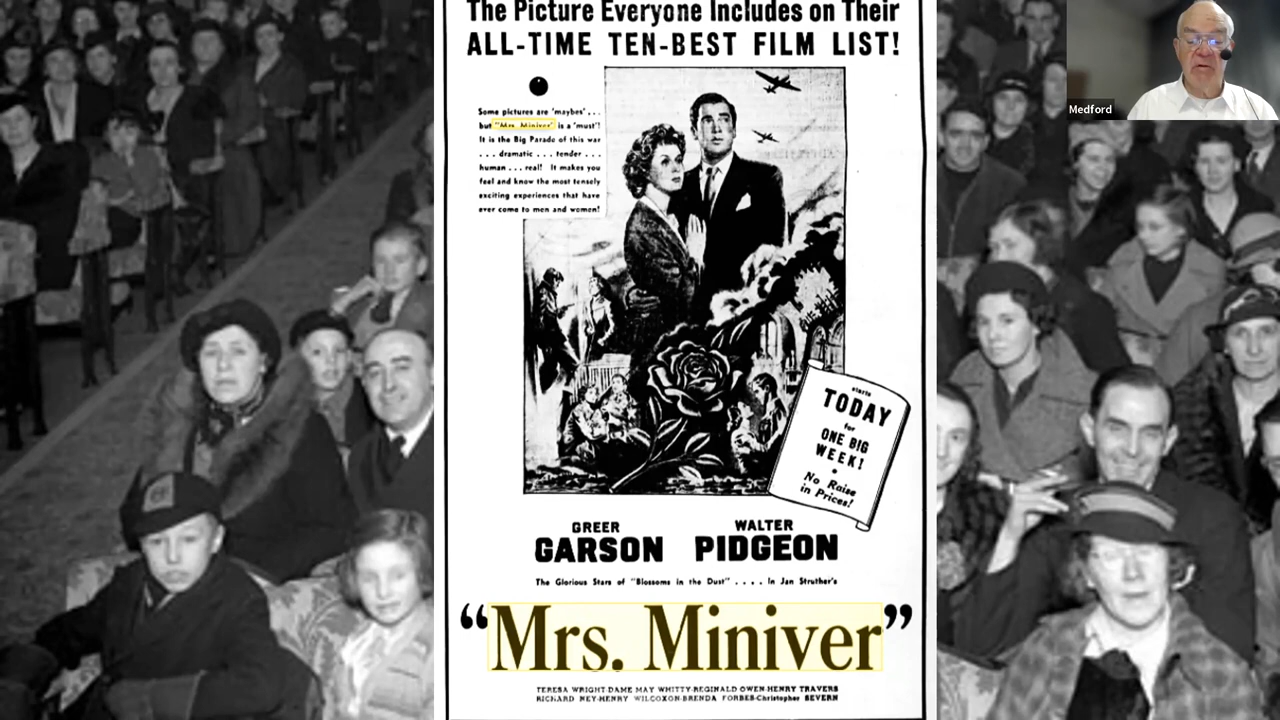 The Picture Everyone Includes on Their
ALL-TIME TEN-BEST FILM LIST!
Some pictures are 'maybes' ...
but "Mrs. Miniver" is a 'must'!
It is the Big Parade of this war
... dramatic ... tender ...
human ... real! It makes you
feel and know the most tensely
exciting experiences that have
ever come to men and women!
starts
TODAY
for
ONE BIG
WEEK!
No Raise
in Prices!
GREER
GARSON
WALTER
PIDGEON
The Glorious Stars of "Blossoms in the Dust" .... In Jan Struther's
"Mrs. Miniver"
TERESA WRIGHT·DAME MAY WHITTY·REGINALD OWEN·HENRY TRAVERS
RICHARD NEY·HENRY WILCOXON·BRENDA FORBES·Christopher SEVERN
Medford